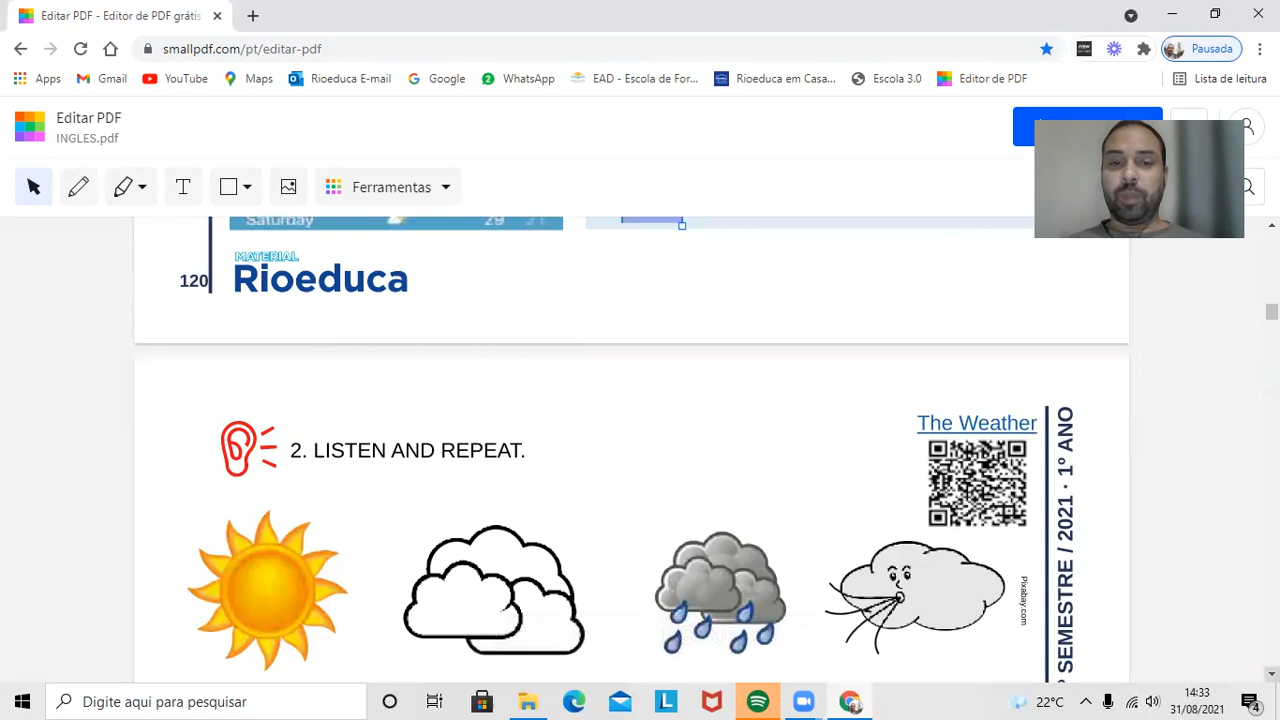 Editar PDF - Editor de PDF grátis
smallpdf.com/pt/editar-pdf
Pausada
Apps
Gmail
YouTube
Maps
Rioeduca E-mail
Google
2
WhatsApp
EAD - Escola de For...
Rioeduca em Casa...
Escola 3.0
Editor de PDF
Lista de leitura
Editar PDF
INGLES.pdf
T
Ferramentas
Saturday
29
21
MATERIAL
Rioeduca
120
2. LISTEN AND REPEAT.
The Weather
SEMESTRE / 2021 · 1º ANO
Pixabay.com
Digite aqui para pesquisar
22°C
14:33
31/08/2021
4